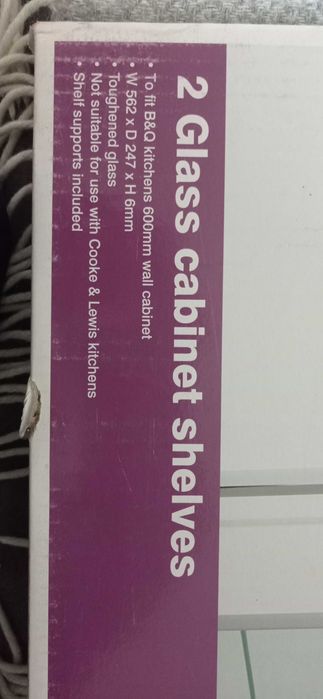 2 Glass cabinet shelves
• To fit B&Q kitchens 600mm wall cabinet
• W 562 x D 247 x H 6mm
• Toughened glass
• Not suitable for use with Cooke & Lewis kitchens
• Shelf supports included